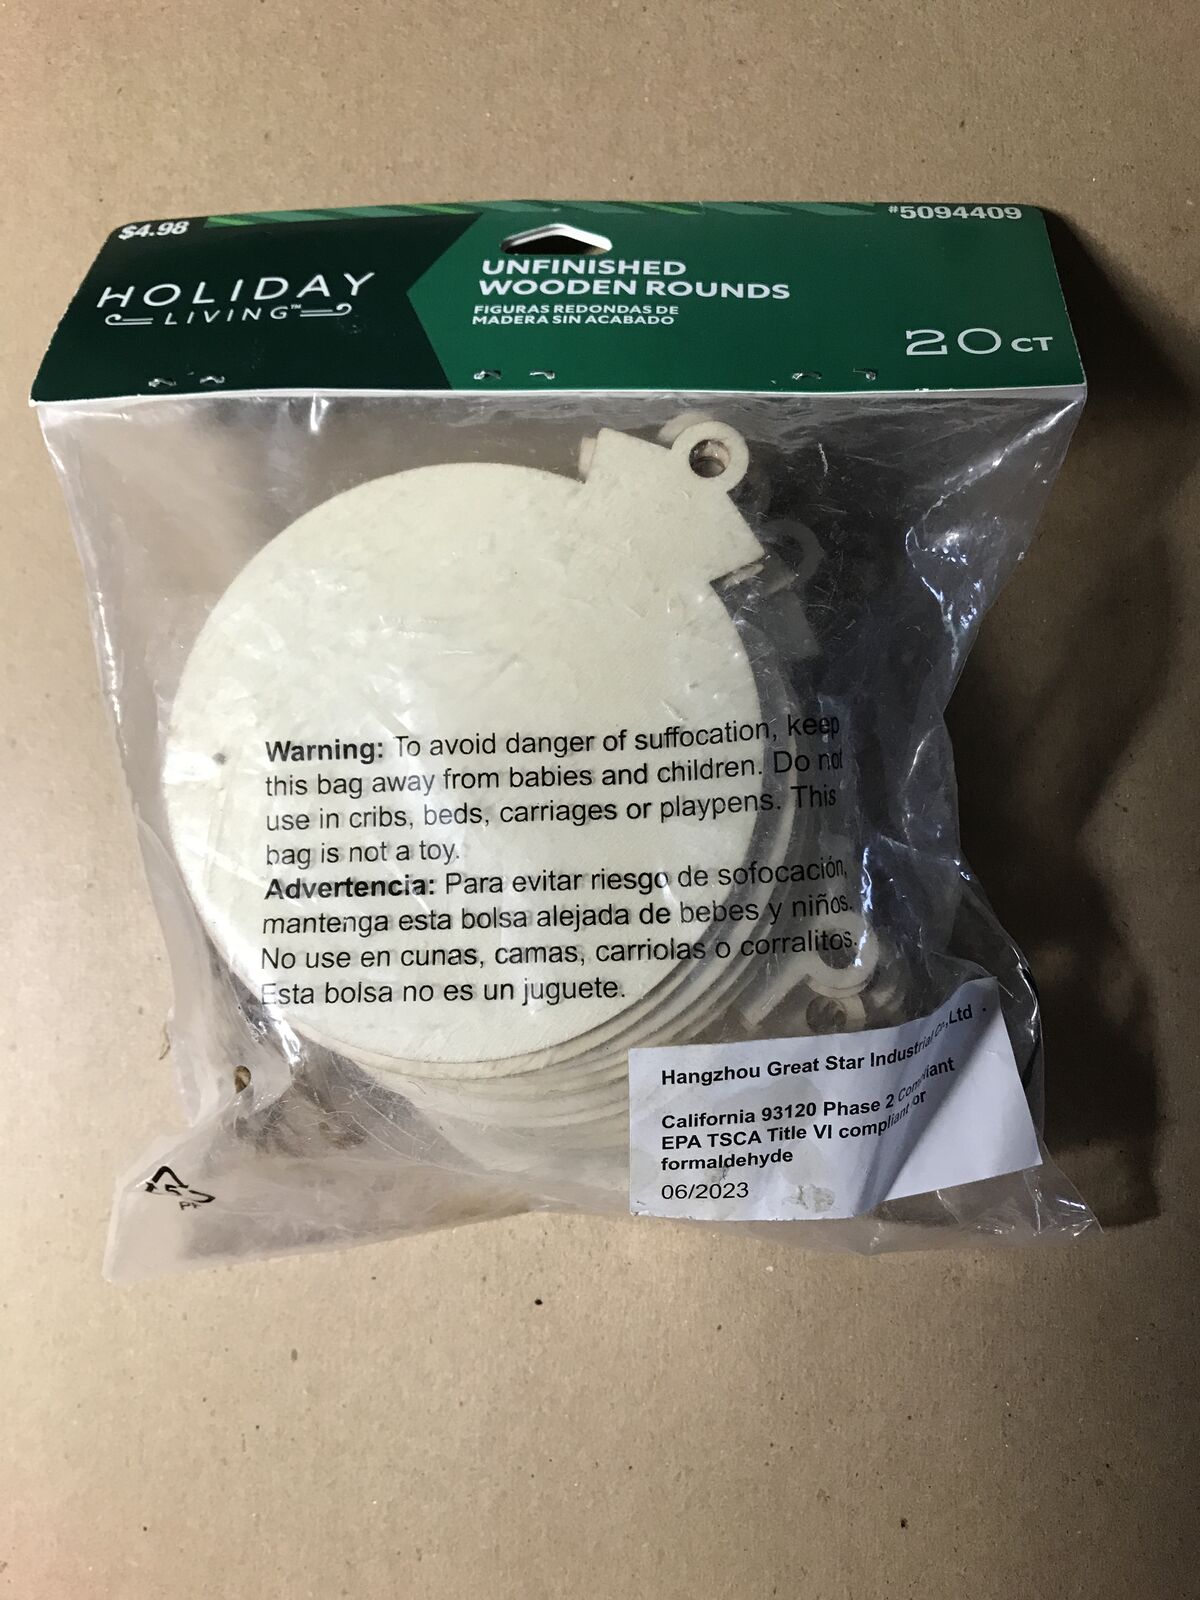 $4.98
#5094409
HOLIDAY
LIVING™
UNFINISHED
WOODEN ROUNDS
FIGURAS REDONDAS DE
MADERA SIN ACABADO
20 CT
Warning: To avoid danger of suffocation, keep
this bag away from babies and children. Do not
use in cribs, beds, carriages or playpens. This
bag is not a toy.
Advertencia: Para evitar riesgo de sofocación,
mantenga esta bolsa alejada de bebes y niños.
No use en cunas, camas, carriolas o corralitos.
Esta bolsa no es un juguete.
Hangzhou Great Star Industrial Co.,Ltd .
California 93120 Phase 2 Compliant
EPA TSCA Title VI compliant for
formaldehyde
06/2023